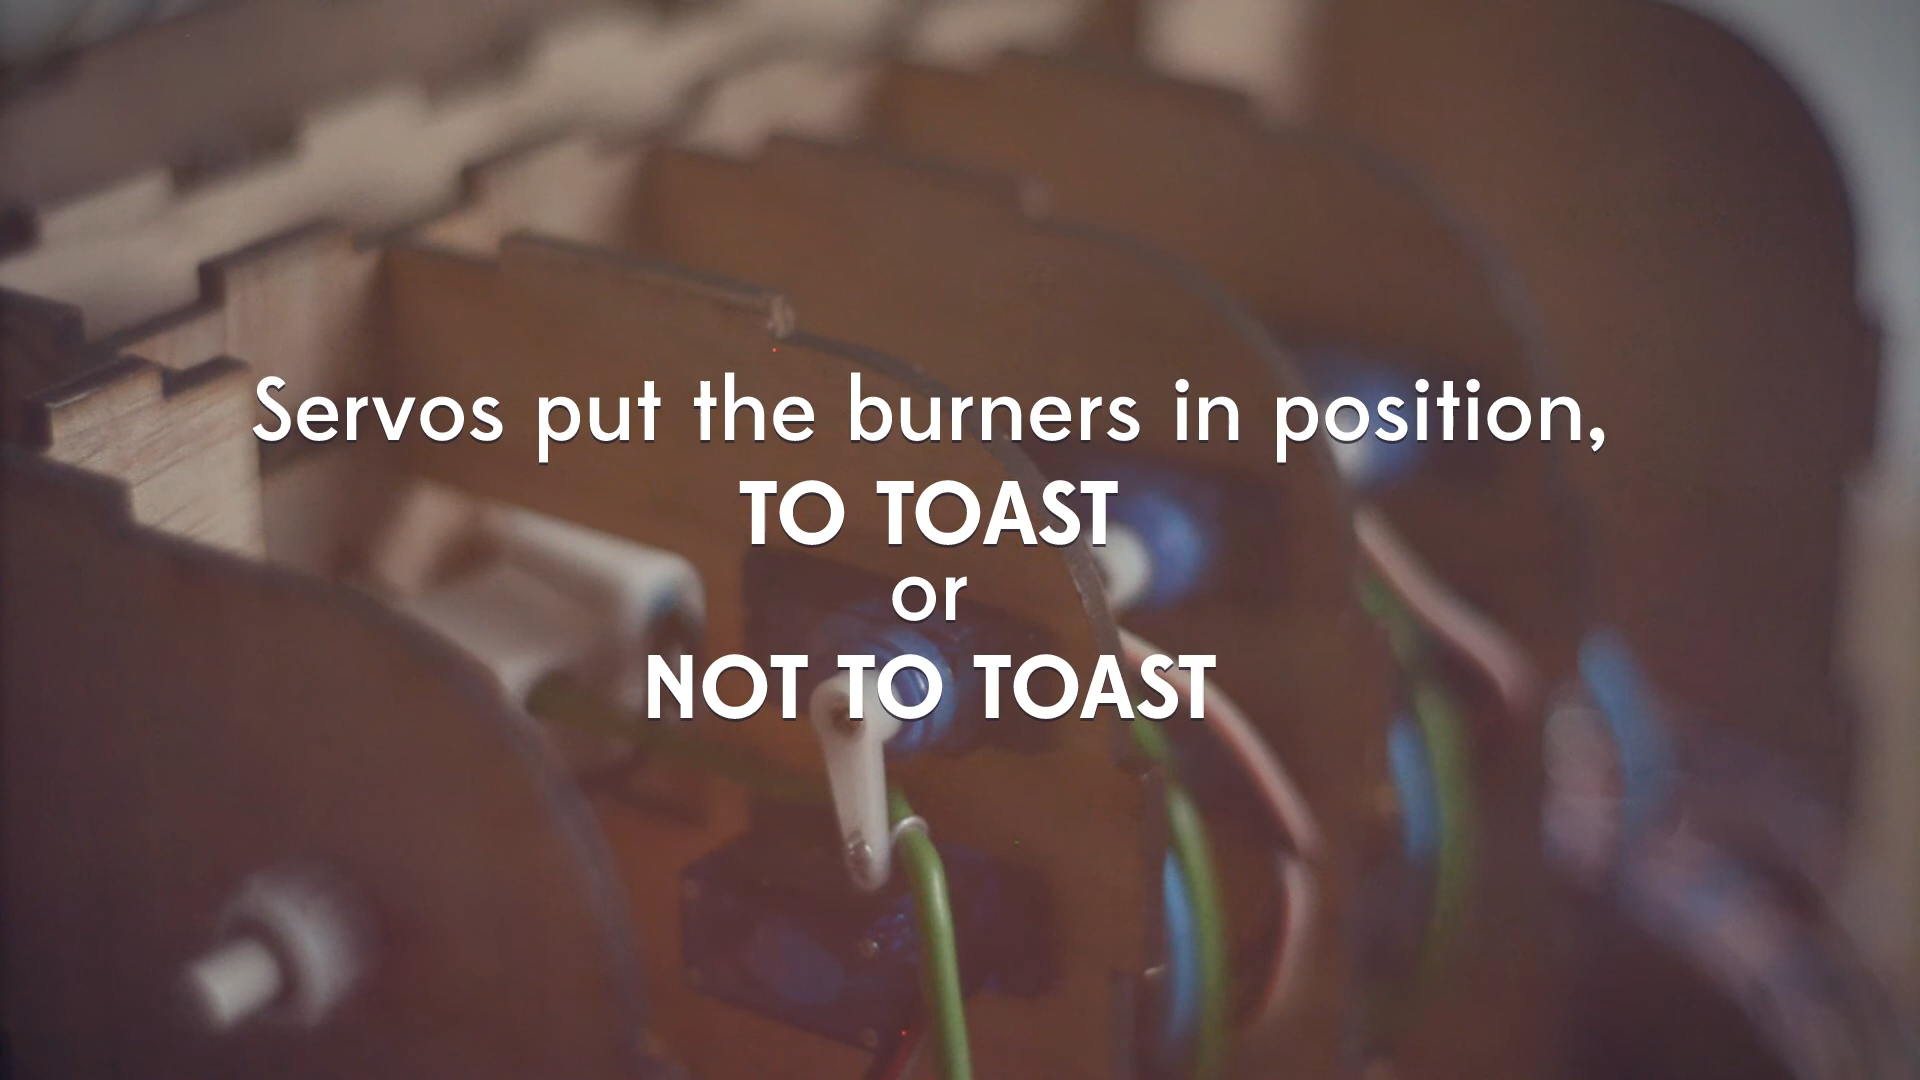 Servos put the burners in position,
TO TOAST
or
NOT TO TOAST